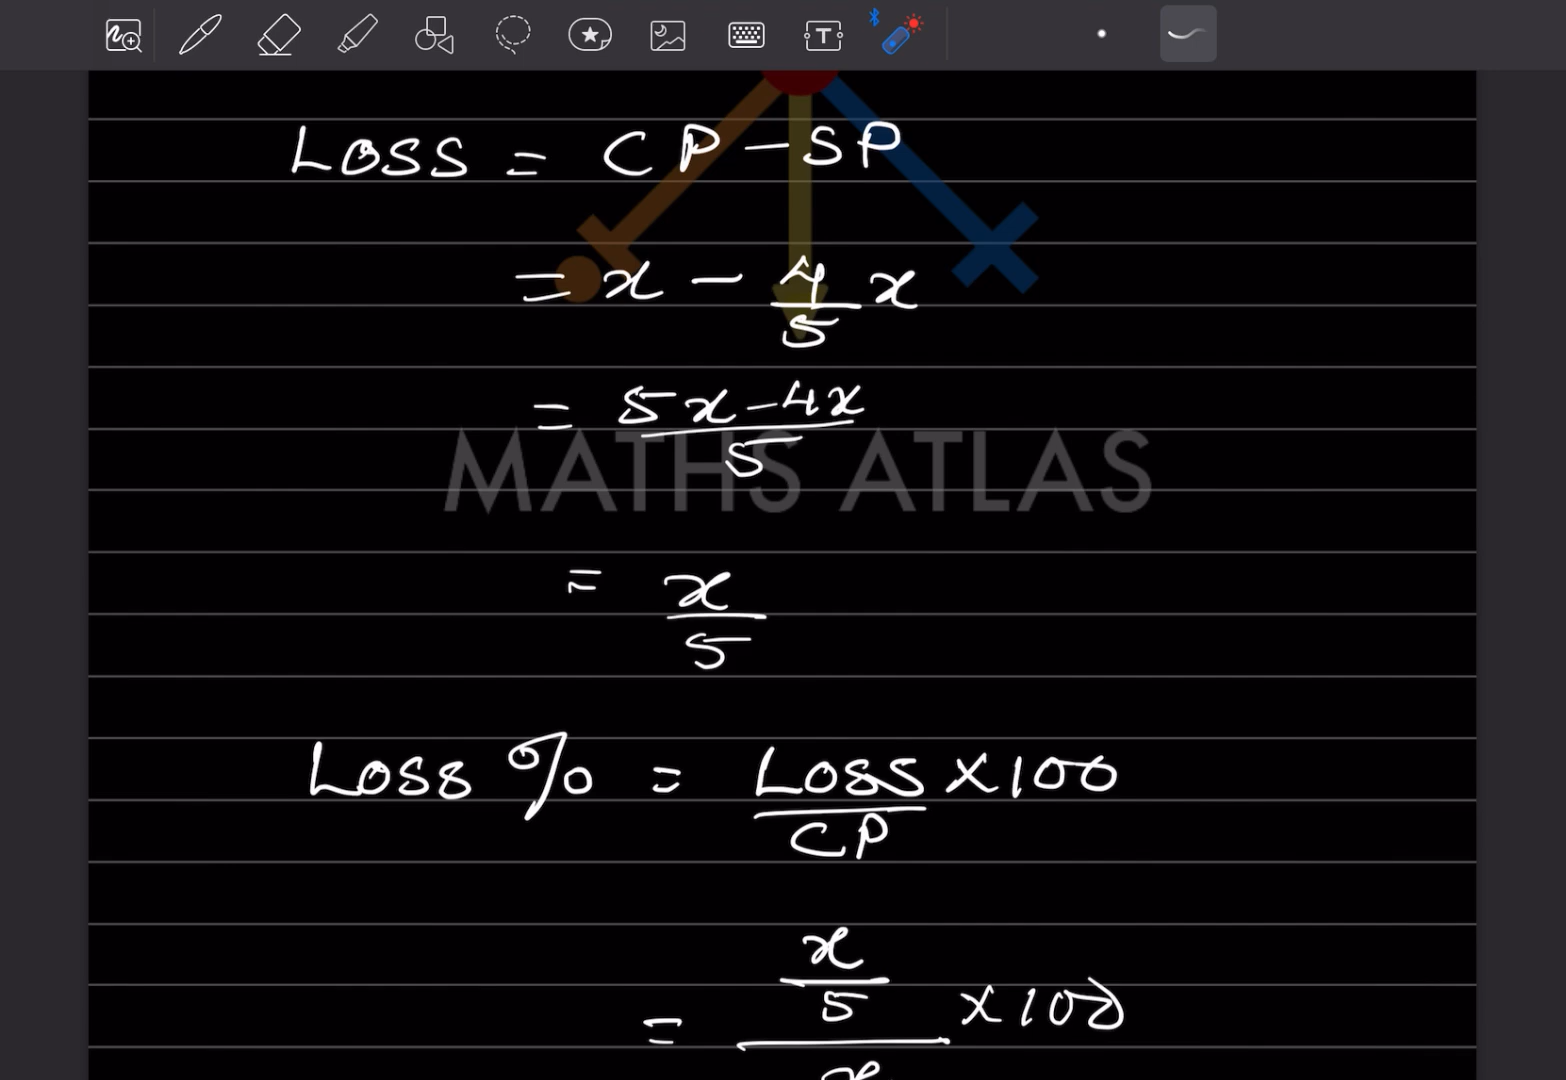 LOSS = CP - SP
= x - 4/5 x
= 5x - 4x / 5
MATHS ATLAS
= x/5
LOSS % = LOSS/CP × 100
= x/5 / x × 100